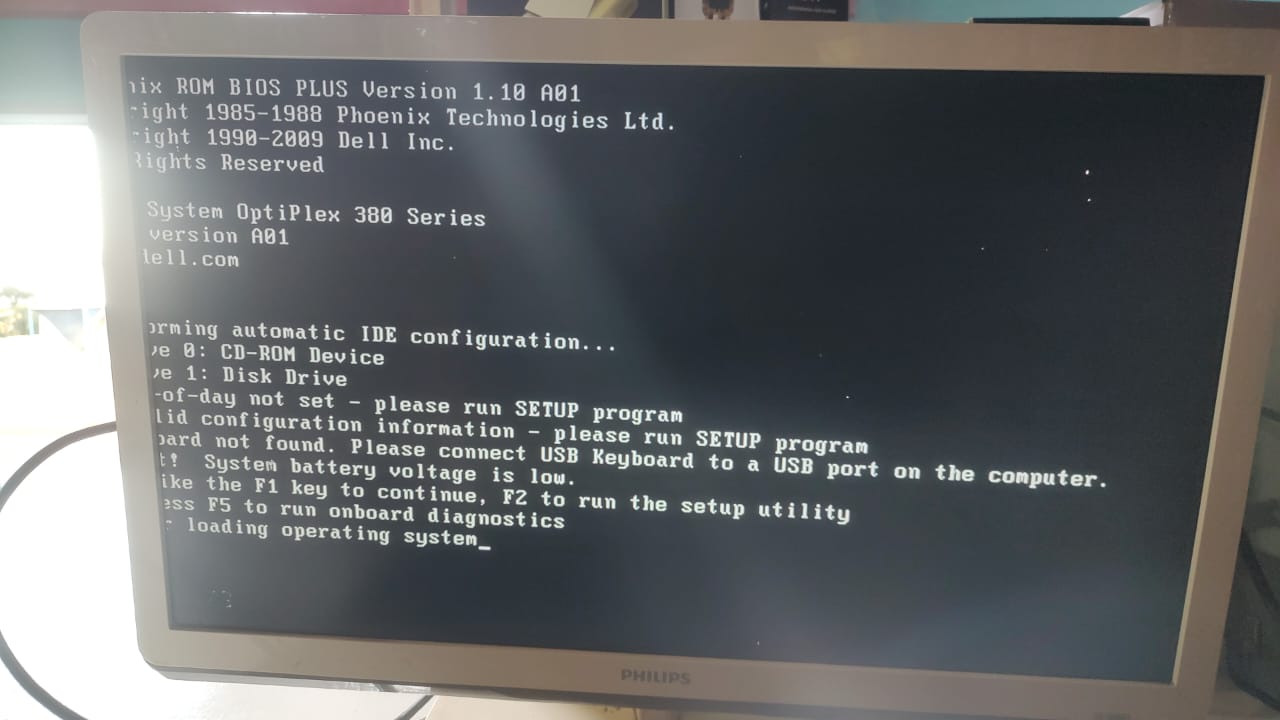 ROM BIOS PLUS Version 1.10 A01
right 1985-1988 Phoenix Technologies Ltd.
right 1990-2009 Dell Inc.
Rights Reserved
System OptiPlex 380 Series
version A01
dell.com
orming automatic IDE configuration...
ve 0: CD-ROM Device
ve 1: Disk Drive
-of-day not set - please run SETUP program
lid configuration information - please run SETUP program
oard not found. Please connect USB Keyboard to a USB port on the computer.
t! System battery voltage is low.
ike the F1 key to continue, F2 to run the setup utility
ess F5 to run onboard diagnostics
r loading operating system_
PHILIPS